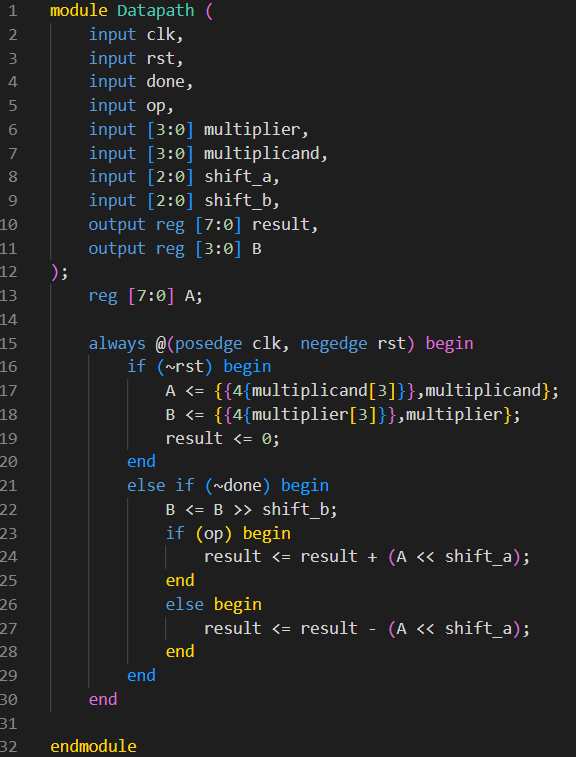 1 module Datapath (
2     input clk,
3     input rst,
4     input done,
5     input op,
6     input [3:0] multiplier,
7     input [3:0] multiplicand,
8     input [2:0] shift_a,
9     input [2:0] shift_b,
10     output reg [7:0] result,
11     output reg [3:0] B
12 );
13     reg [7:0] A;
14
15     always @(posedge clk, negedge rst) begin
16         if (~rst) begin
17             A <= {{4{multiplicand[3]}},multiplicand};
18             B <= {{4{multiplier[3]}},multiplier};
19             result <= 0;
20         end
21         else if (~done) begin
22             B <= B >> shift_b;
23             if (op) begin
24                 result <= result + (A << shift_a);
25             end
26             else begin
27                 result <= result - (A << shift_a);
28             end
29         end
30     end
31
32 endmodule